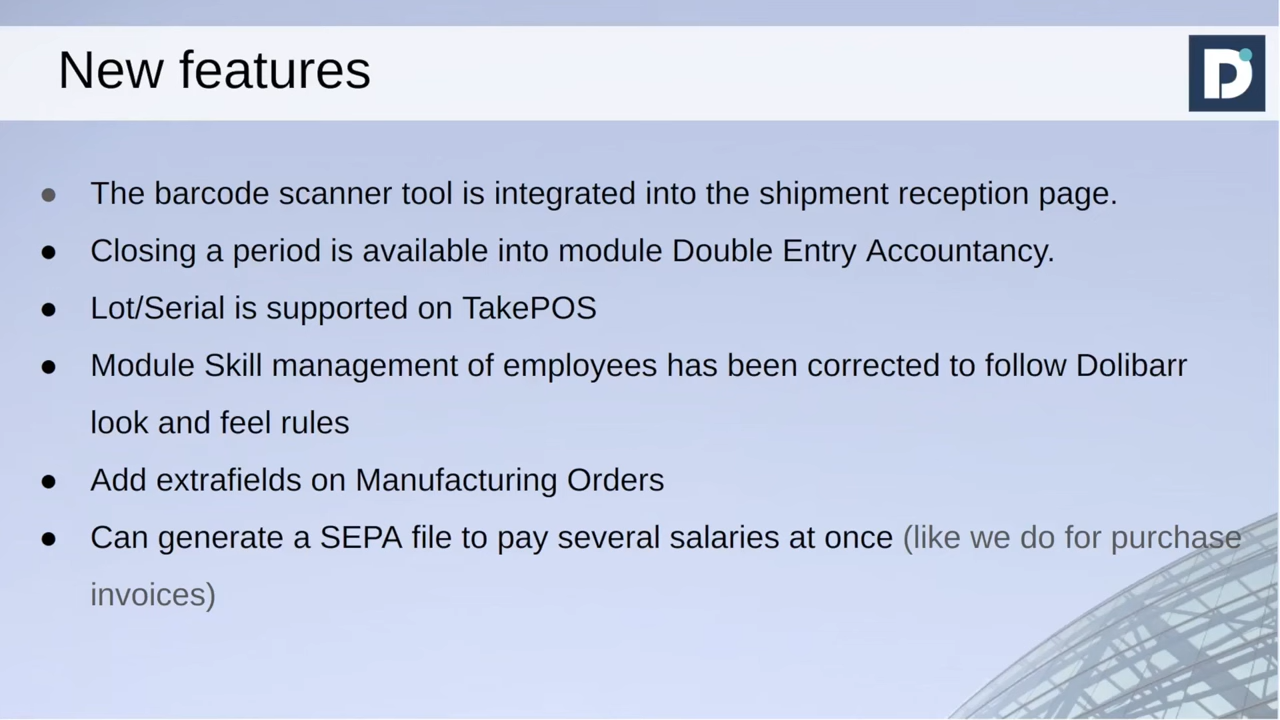 New features
● The barcode scanner tool is integrated into the shipment reception page.
● Closing a period is available into module Double Entry Accountancy.
● Lot/Serial is supported on TakePOS
● Module Skill management of employees has been corrected to follow Dolibarr
look and feel rules
● Add extrafields on Manufacturing Orders
● Can generate a SEPA file to pay several salaries at once (like we do for purchase
invoices)